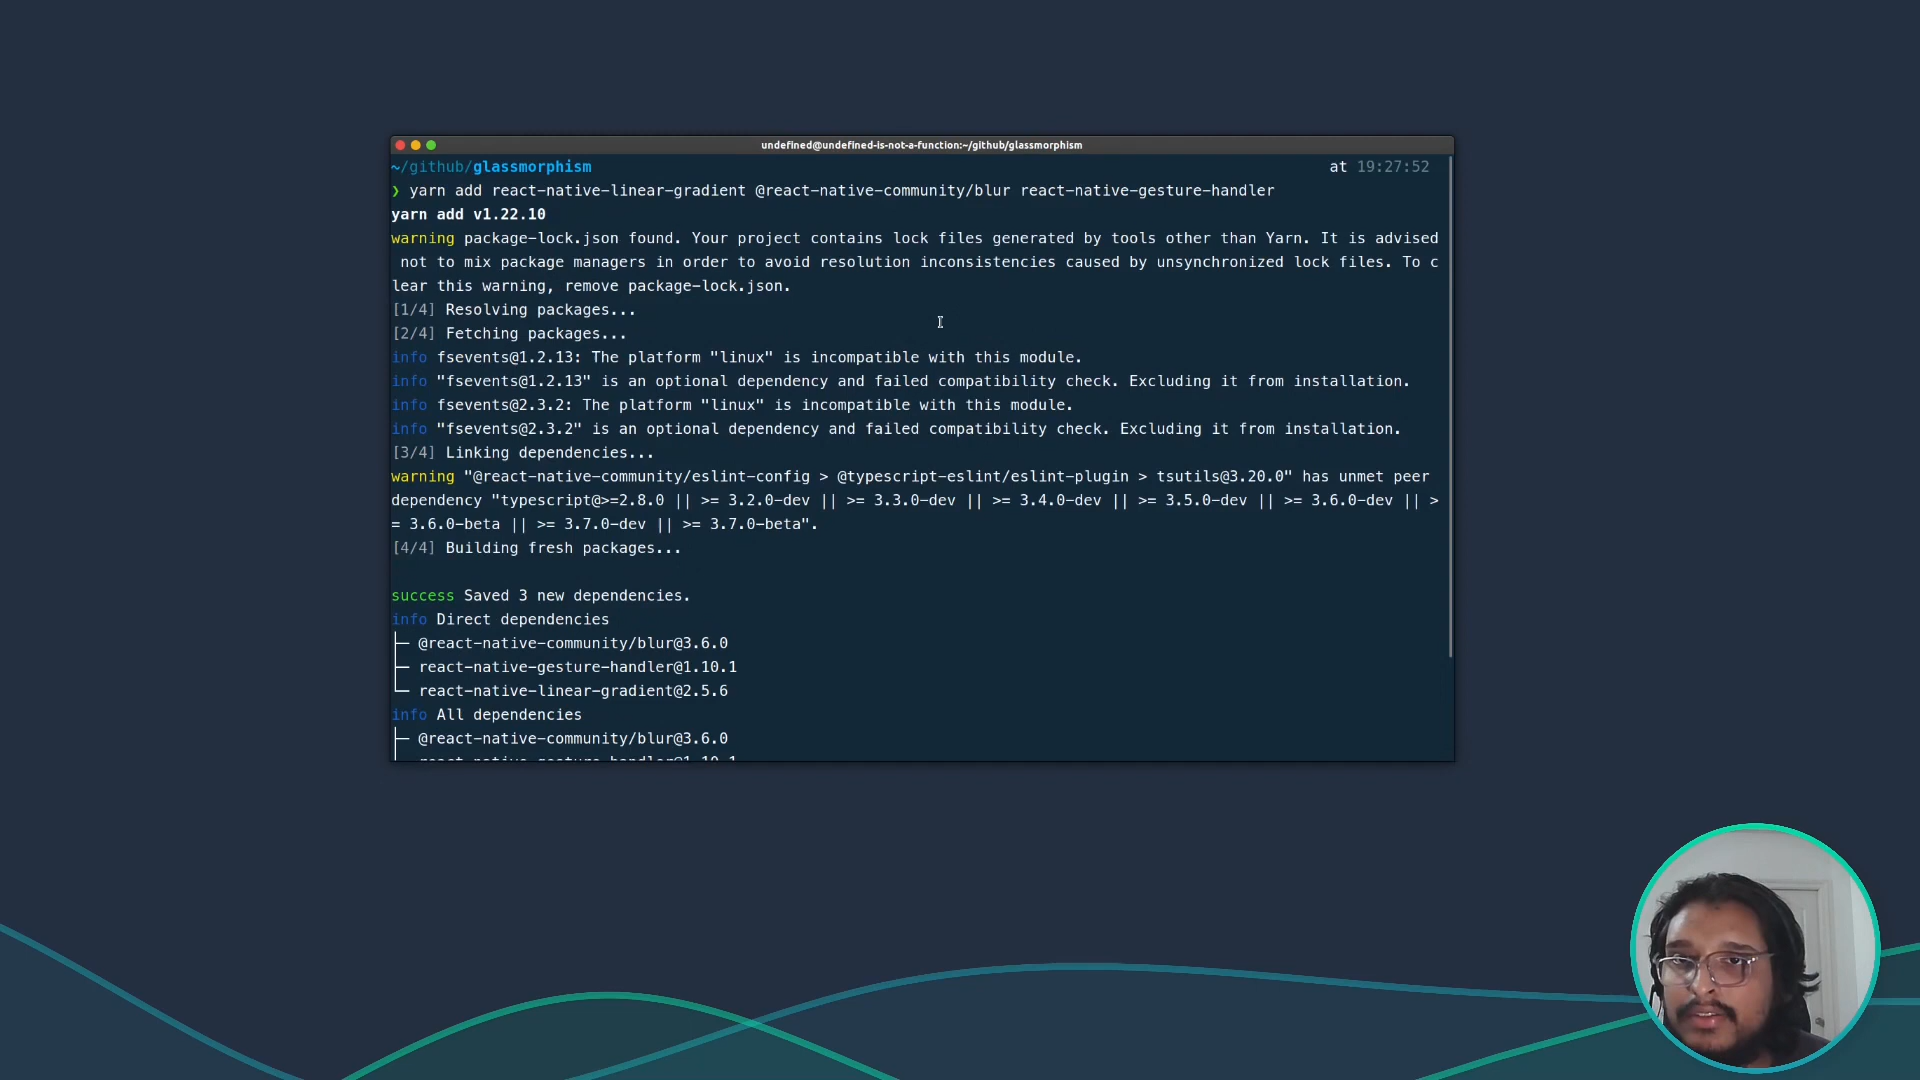 undefined@undefined-is-not-a-function:~/github/glassmorphism
~/github/glassmorphism at 19:27:52
❯ yarn add react-native-linear-gradient @react-native-community/blur react-native-gesture-handler
yarn add v1.22.10
warning package-lock.json found. Your project contains lock files generated by tools other than Yarn. It is advised
not to mix package managers in order to avoid resolution inconsistencies caused by unsynchronized lock files. To c
lear this warning, remove package-lock.json.
[1/4] Resolving packages...
[2/4] Fetching packages...
info fsevents@1.2.13: The platform "linux" is incompatible with this module.
info "fsevents@1.2.13" is an optional dependency and failed compatibility check. Excluding it from installation.
info fsevents@2.3.2: The platform "linux" is incompatible with this module.
info "fsevents@2.3.2" is an optional dependency and failed compatibility check. Excluding it from installation.
[3/4] Linking dependencies...
warning "@react-native-community/eslint-config > @typescript-eslint/eslint-plugin > tsutils@3.20.0" has unmet peer
dependency "typescript@>=2.8.0 || >= 3.2.0-dev || >= 3.3.0-dev || >= 3.4.0-dev || >= 3.5.0-dev || >= 3.6.0-dev || >
= 3.6.0-beta || >= 3.7.0-dev || >= 3.7.0-beta".
[4/4] Building fresh packages...
success Saved 3 new dependencies.
info Direct dependencies
├─ @react-native-community/blur@3.6.0
├─ react-native-gesture-handler@1.10.1
└─ react-native-linear-gradient@2.5.6
info All dependencies
├─ @react-native-community/blur@3.6.0
├─ react-native-gesture-handler@1.10.1